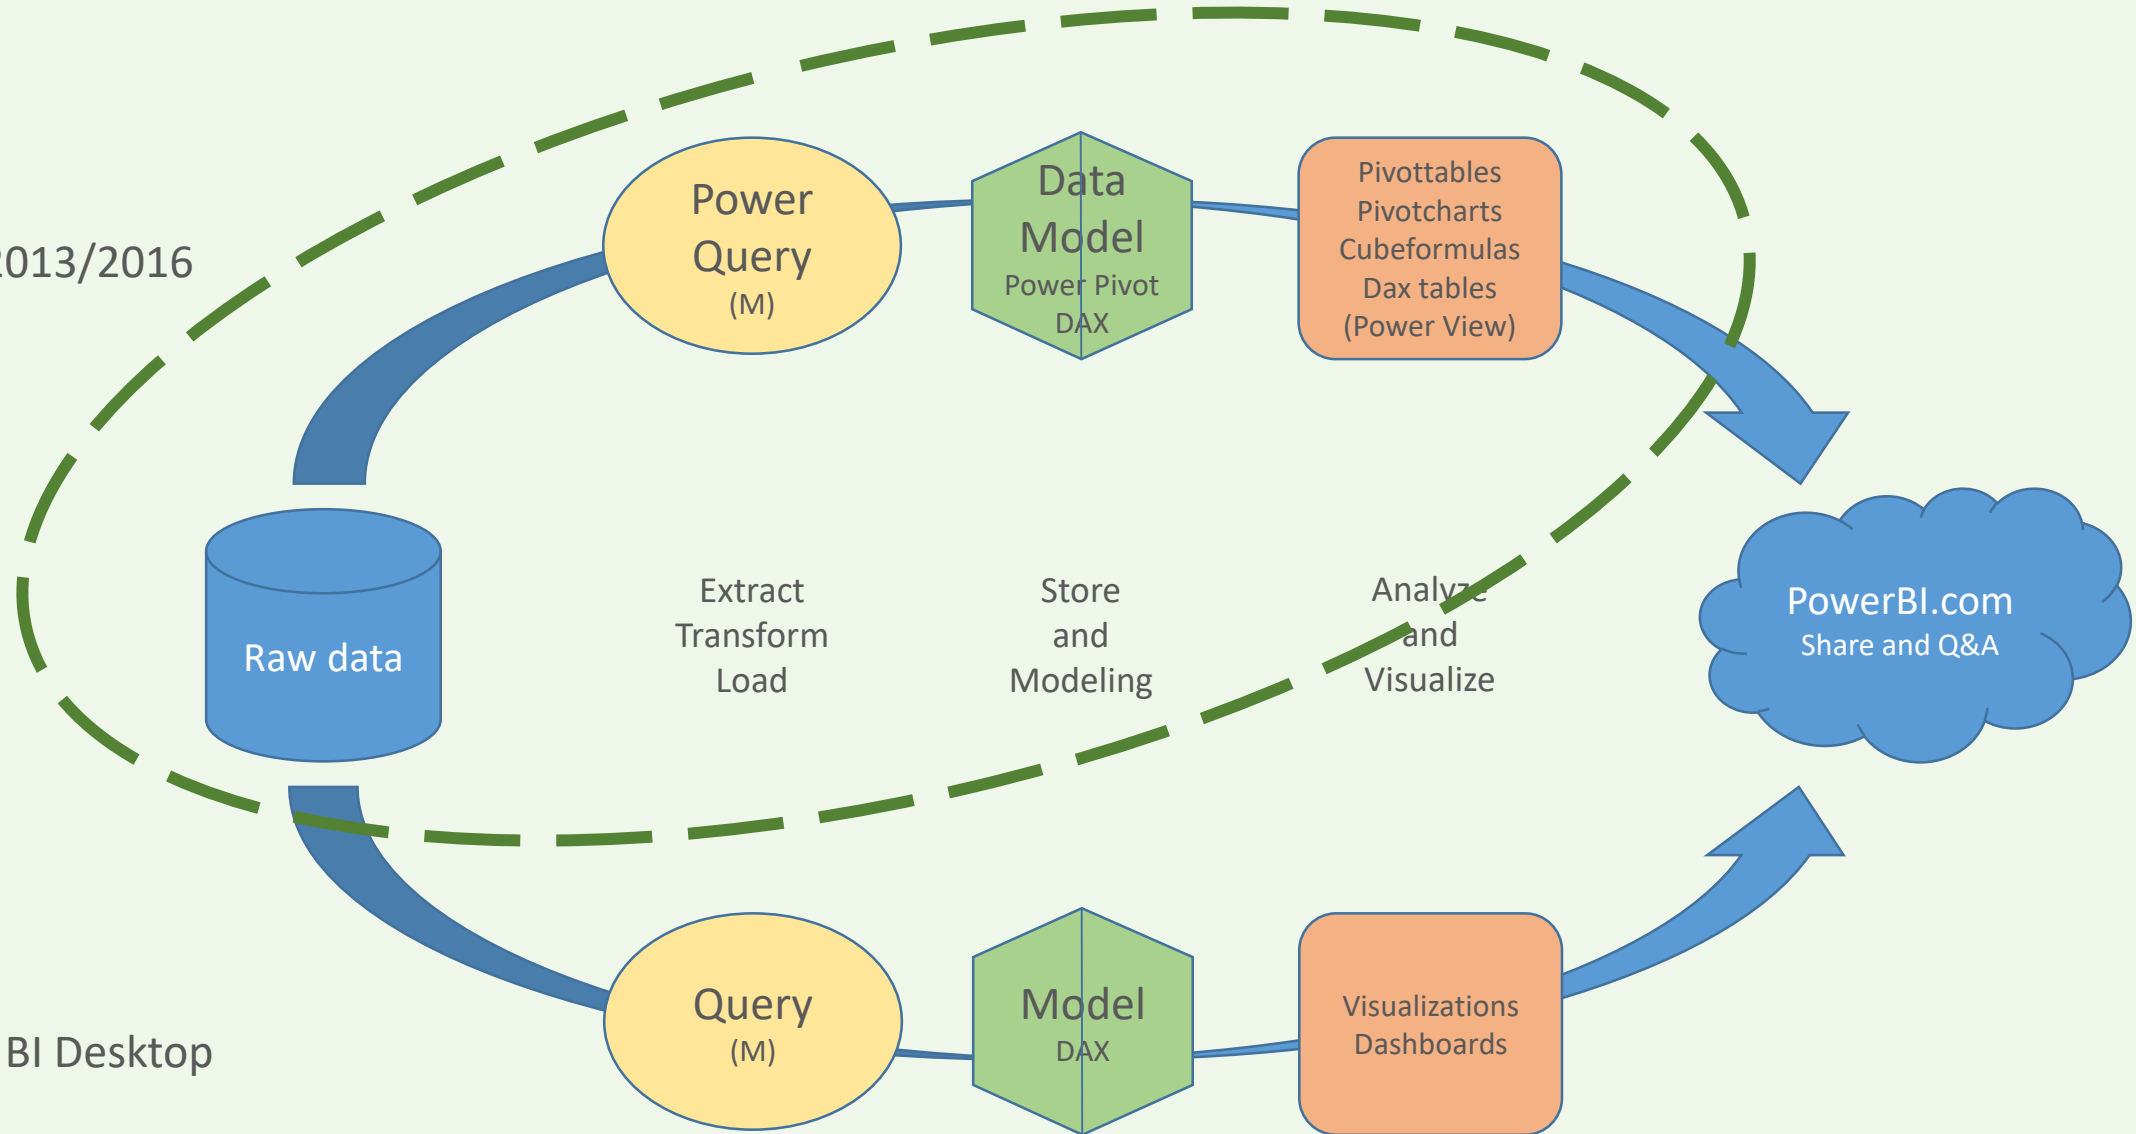 2013/2016
Power
Query
(M)
Data
Model
Power Pivot
DAX
Pivottables
Pivotcharts
Cubeformulas
Dax tables
(Power View)
Raw data
Extract
Transform
Load
Store
and
Modeling
Analyze
and
Visualize
PowerBI.com
Share and Q&A
BI Desktop
Query
(M)
Model
DAX
Visualizations
Dashboards